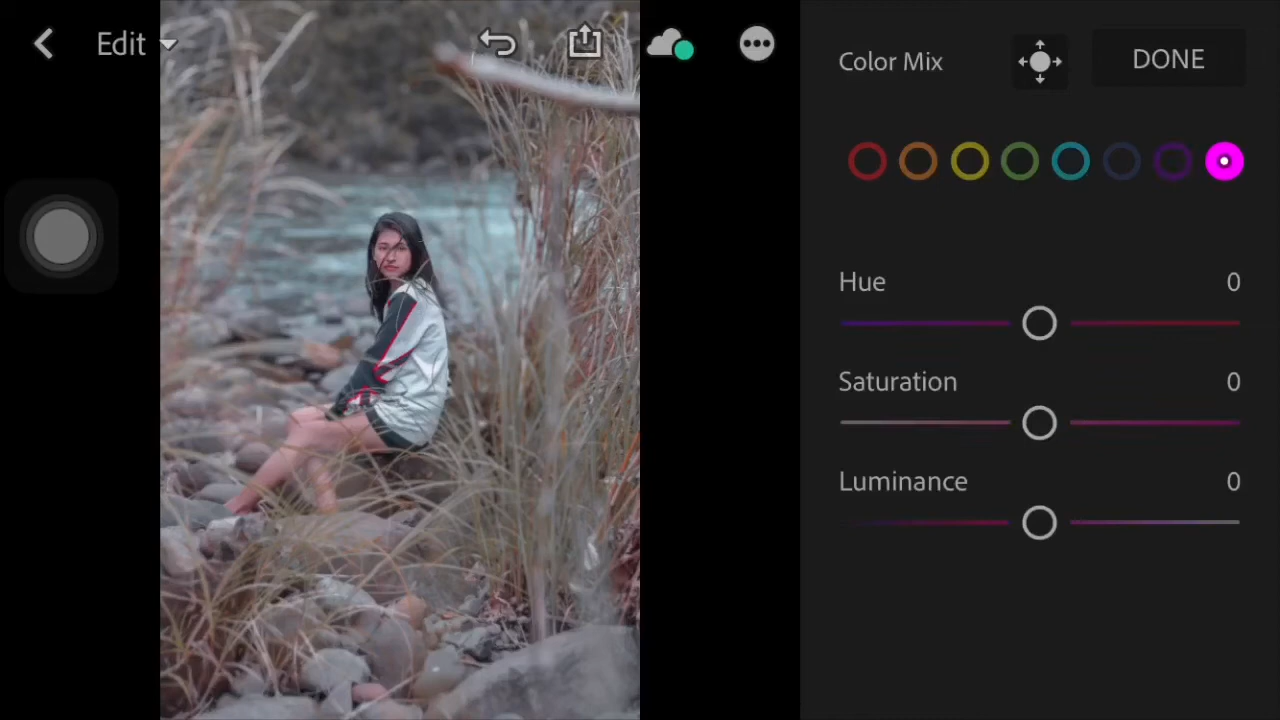 Edit
Color Mix
DONE
Hue 0
Saturation 0
Luminance 0